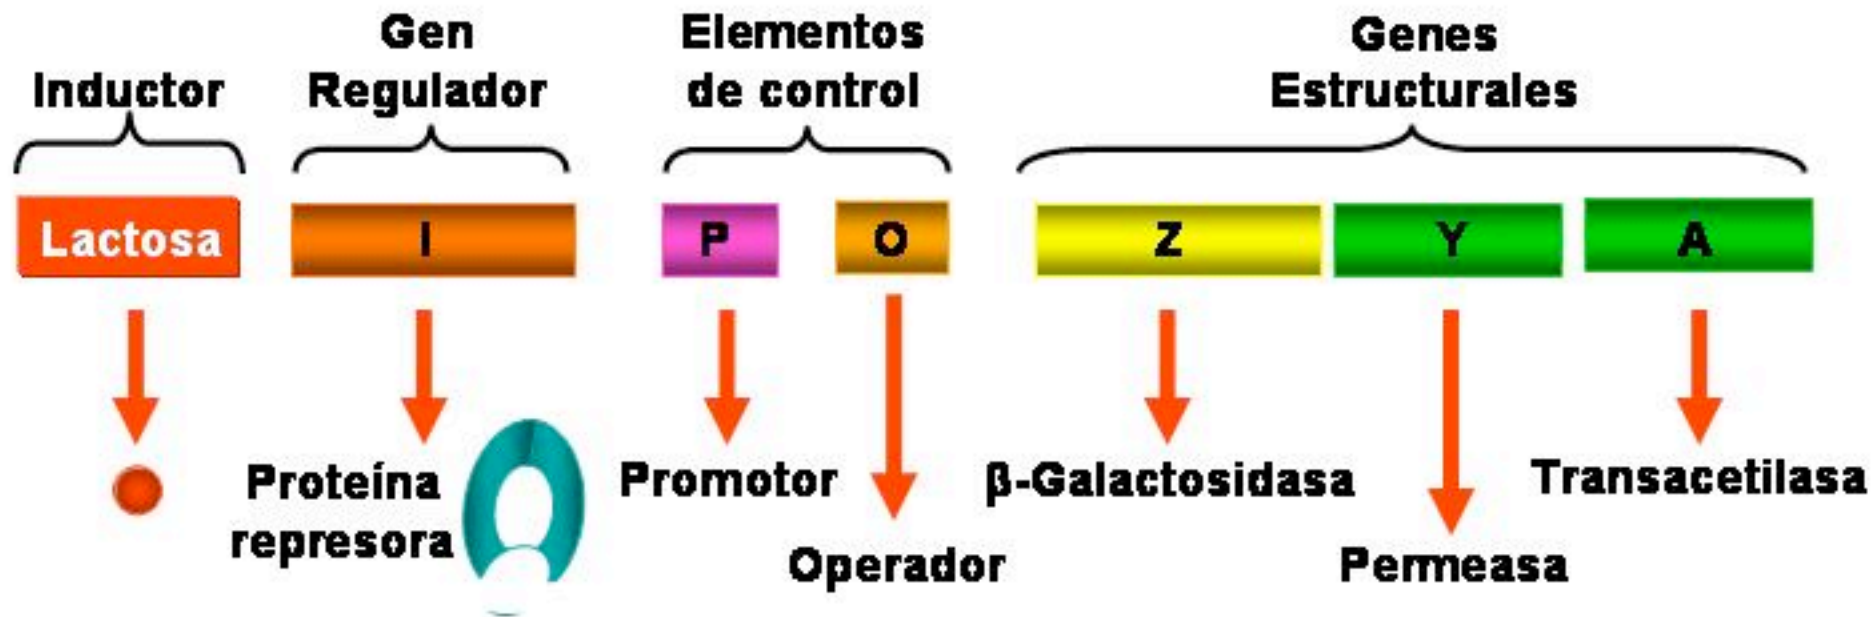 Inductor
Gen
Regulador
Elementos
de control
Genes
Estructurales
Lactosa
I
P
O
Z
Y
A
Proteína
represora
Promotor
Operador
β-Galactosidasa
Permeasa
Transacetilasa